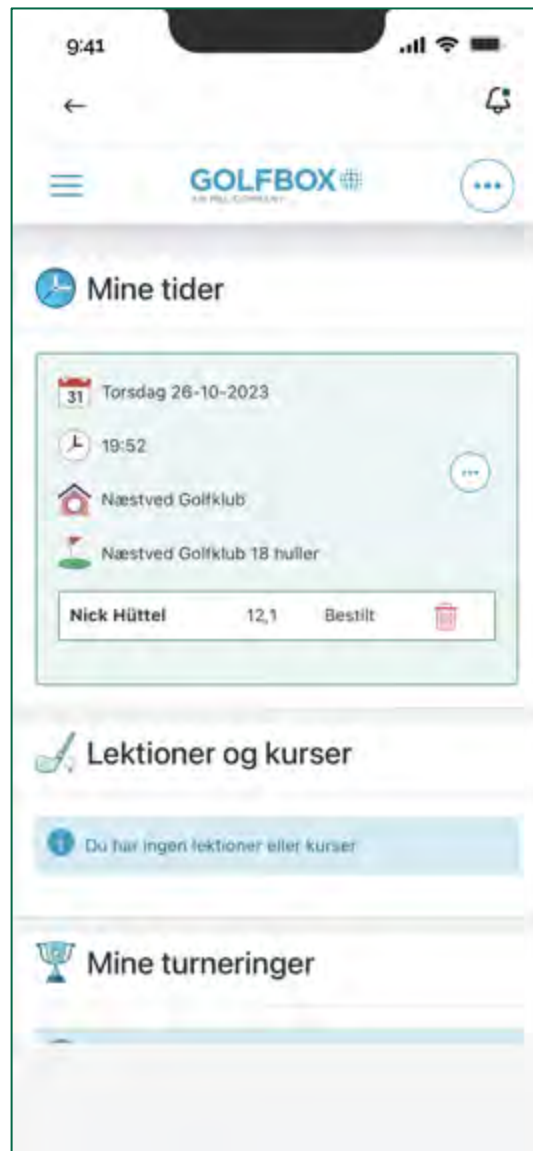 9:41
GOLFBOX
Mine tider
31 Torsdag 26-10-2023
19:52
Næstved Golfklub
Næstved Golfklub 18 huller
Nick Hüttel 12,1 Bestilt
Lektioner og kurser
Du har ingen lektioner eller kurser
Mine turneringer